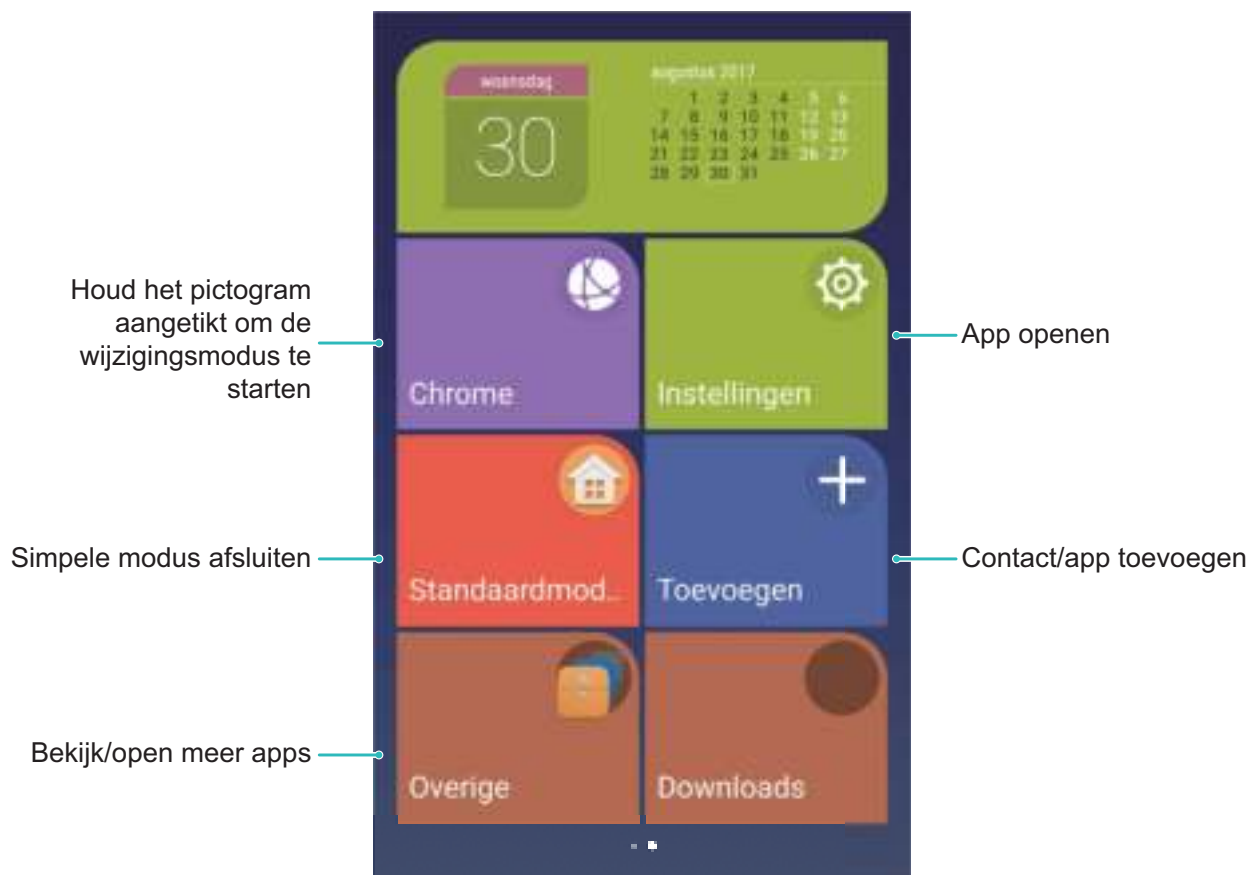 woensdag
30
augustus 2017
1 2 3 4 5 6
7 8 9 10 11 12 13
14 15 16 17 18 19 20
21 22 23 24 25 26 27
28 29 30 31
Houd het pictogram
aangetikt om de
wijzigingsmodus te
starten
Chrome
Instellingen
App openen
Simpele modus afsluiten
Standaardmod..
Toevoegen
Contact/app toevoegen
Bekijk/open meer apps
Overige
Downloads